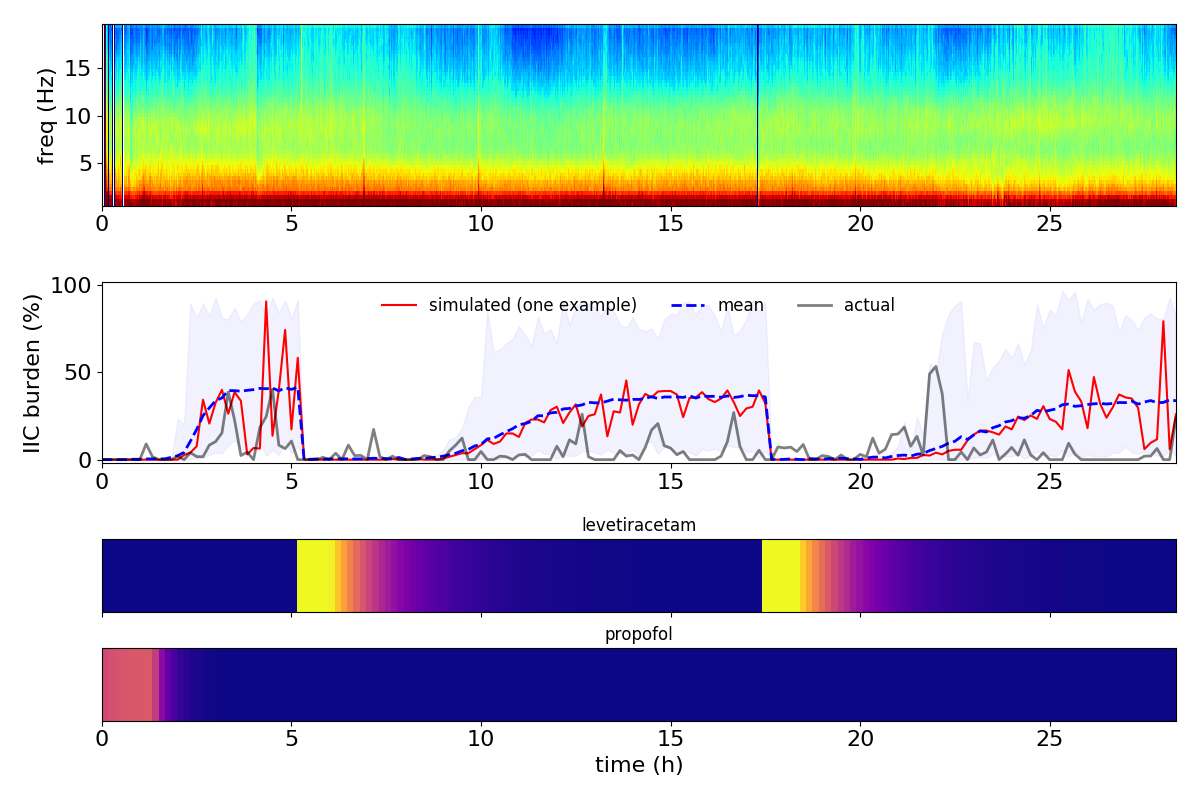 freq (Hz)
15
10
5
0 5 10 15 20 25
IIC burden (%)
100
50
0
simulated (one example) mean actual
0 5 10 15 20 25
levetiracetam
propofol
0 5 10 15 20 25
time (h)